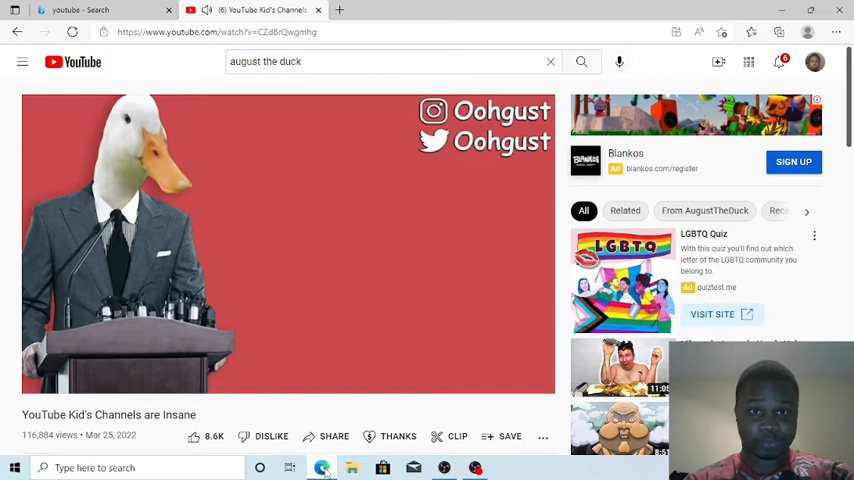 youtube - Search
(6) YouTube Kid's Channels
https://www.youtube.com/watch?v=CZd8rQwgmhg
YouTube
august the duck
6
Oohgust
Oohgust
BLANKOS
Blankos
Ad blankos.com/register
SIGN UP
All
Related
From AugustTheDuck
Rece
LGBTQ
LGBTQ Quiz
With this quiz you'll find out which
letter of the LGBTQ community you
belong to.
Ad quiztest.me
VISIT SITE
11:05
8:51
YouTube Kid's Channels are Insane
116,884 views • Mar 25, 2022
8.6K
DISLIKE
SHARE
THANKS
CLIP
SAVE
Type here to search